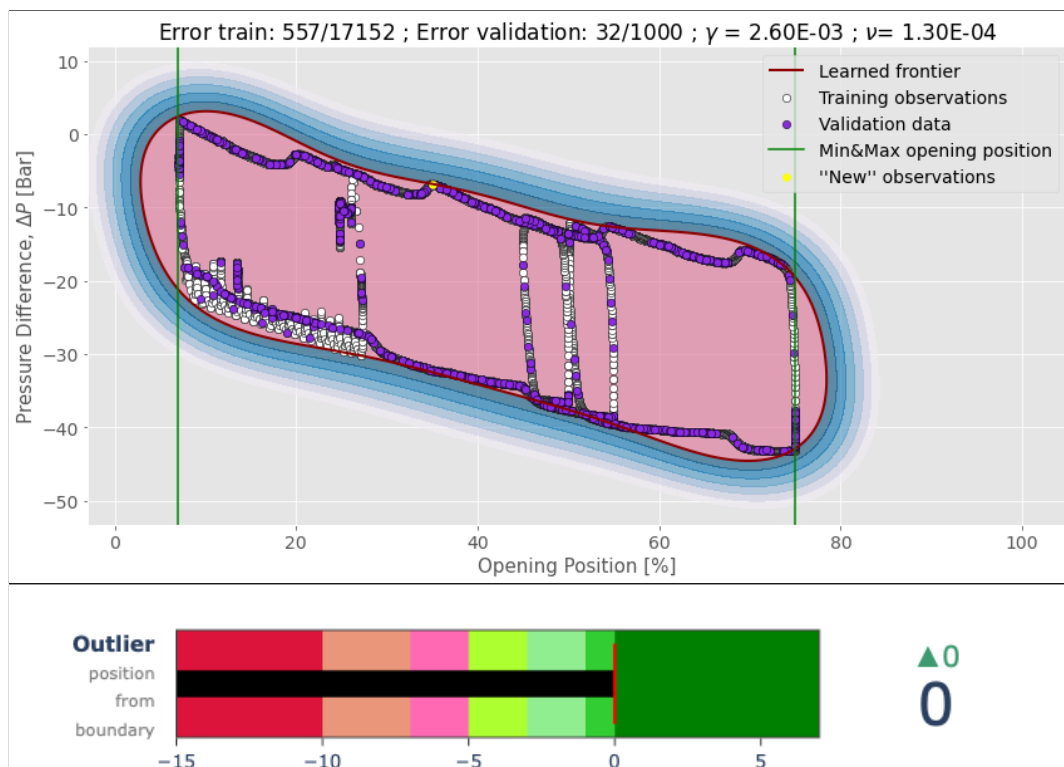 Error train: 557/17152 ; Error validation: 32/1000 ; γ = 2.60E-03 ; ν= 1.30E-04
Learned frontier
Training observations
Validation data
Min&Max opening position
"New" observations
Pressure Difference, ΔP [Bar]
10
0
−10
−20
−30
−40
−50
0 20 40 60 80 100
Opening Position [%]
Outlier
position
from
boundary
−15 −10 −5 0 5
▲0
0